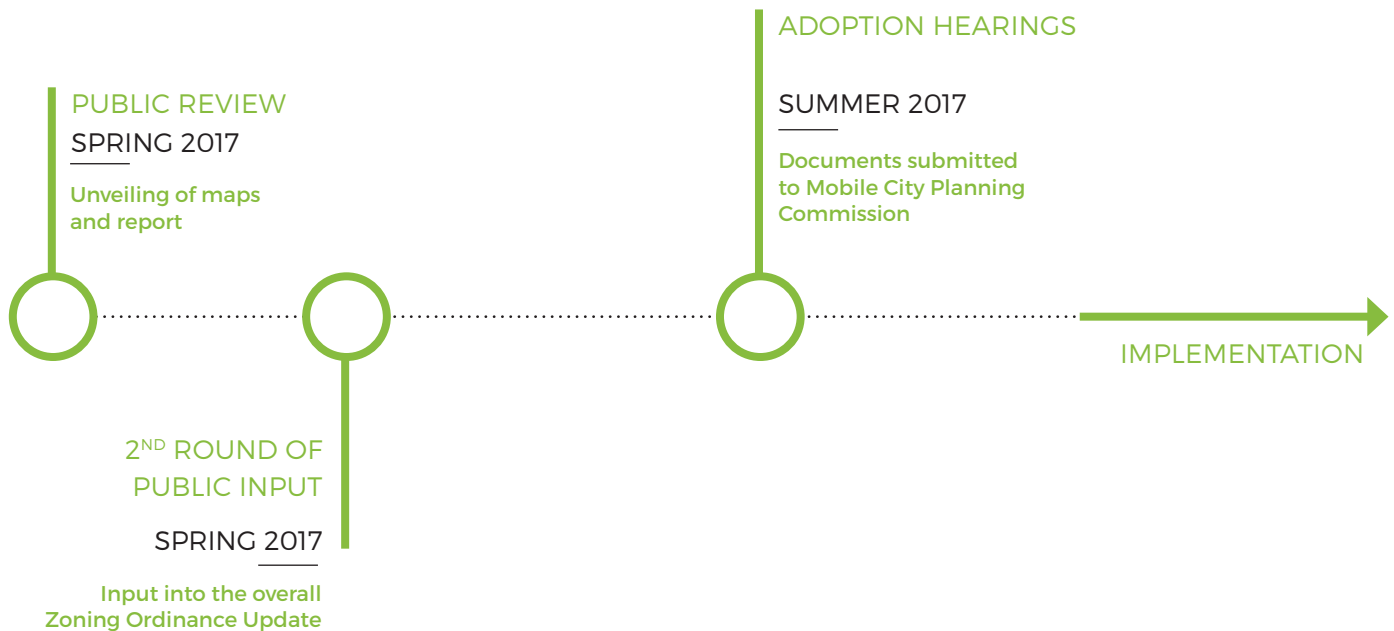 PUBLIC REVIEW
SPRING 2017
Unveiling of maps
and report
2ND ROUND OF
PUBLIC INPUT
SPRING 2017
Input into the overall
Zoning Ordinance Update
ADOPTION HEARINGS
SUMMER 2017
Documents submitted
to Mobile City Planning
Commission
IMPLEMENTATION